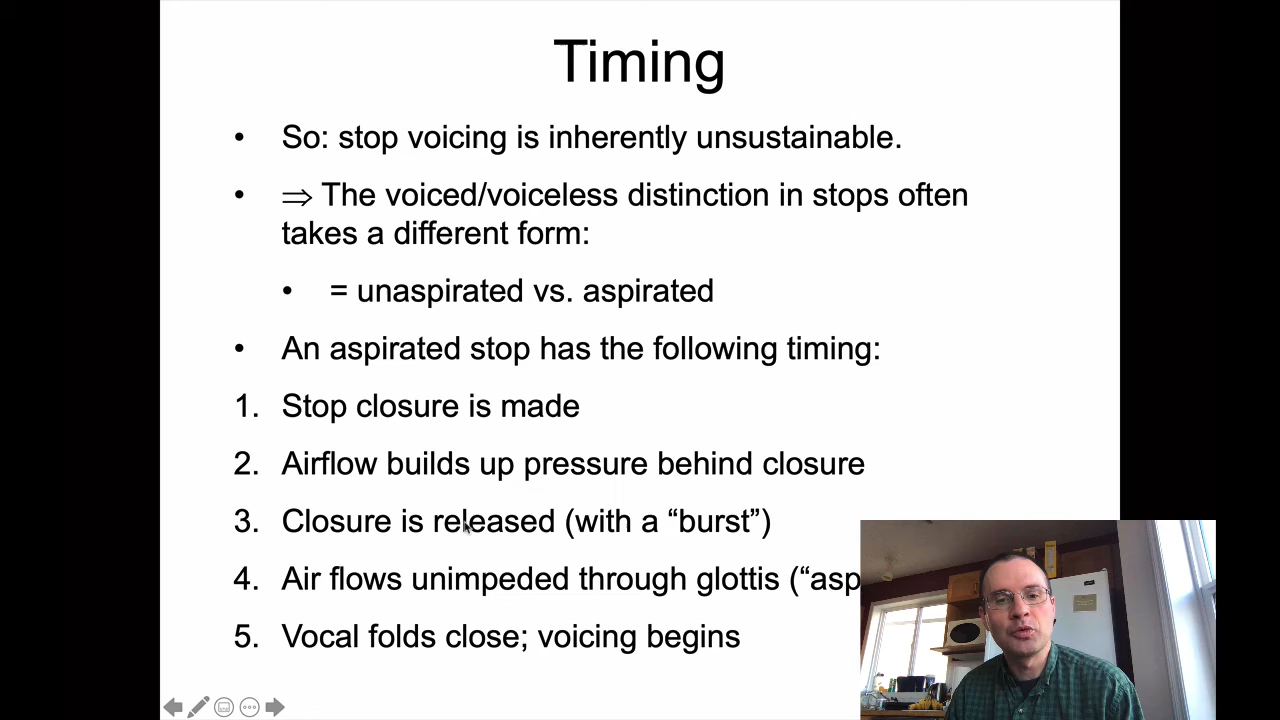 Timing
• So: stop voicing is inherently unsustainable.
• ⇒ The voiced/voiceless distinction in stops often
takes a different form:
• = unaspirated vs. aspirated
• An aspirated stop has the following timing:
1. Stop closure is made
2. Airflow builds up pressure behind closure
3. Closure is released (with a “burst”)
4. Air flows unimpeded through glottis (“asp
5. Vocal folds close; voicing begins